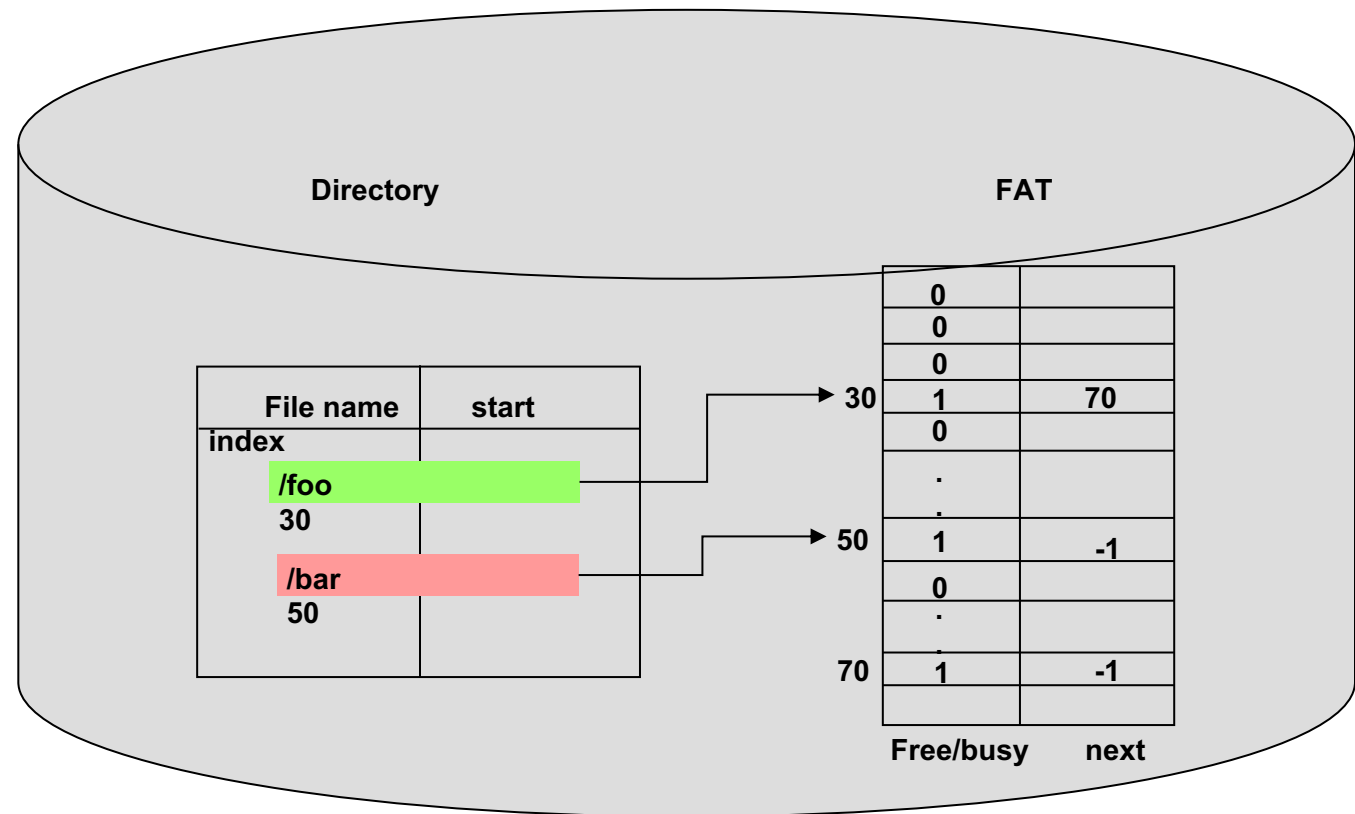 Directory
FAT
File name start
index
/foo
30
/bar
50
0
0
0
30 1 70
0
.
.
50 1 -1
0
.
.
70 1 -1
Free/busy next